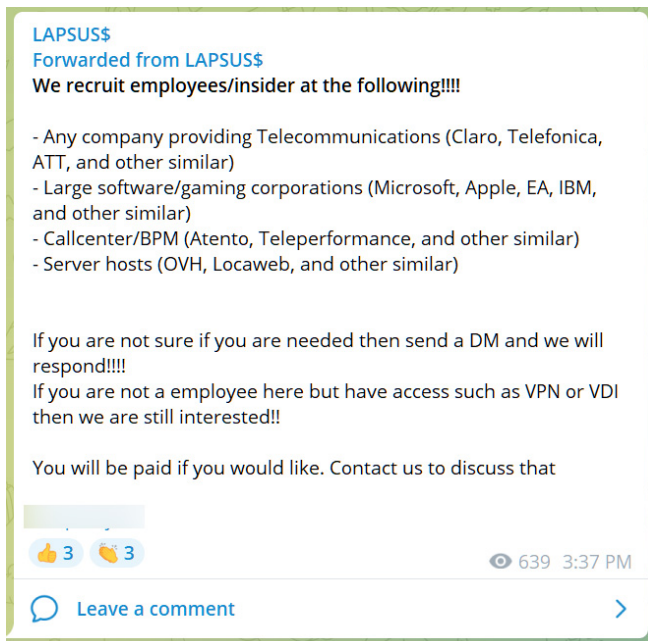 LAPSUS$
Forwarded from LAPSUS$
We recruit employees/insider at the following!!!!
- Any company providing Telecommunications (Claro, Telefonica,
ATT, and other similar)
- Large software/gaming corporations (Microsoft, Apple, EA, IBM,
and other similar)
- Callcenter/BPM (Atento, Teleperformance, and other similar)
- Server hosts (OVH, Locaweb, and other similar)
If you are not sure if you are needed then send a DM and we will
respond!!!!
If you are not a employee here but have access such as VPN or VDI
then we are still interested!!
You will be paid if you would like. Contact us to discuss that
👍 3 👏 3
639 3:37 PM
Leave a comment